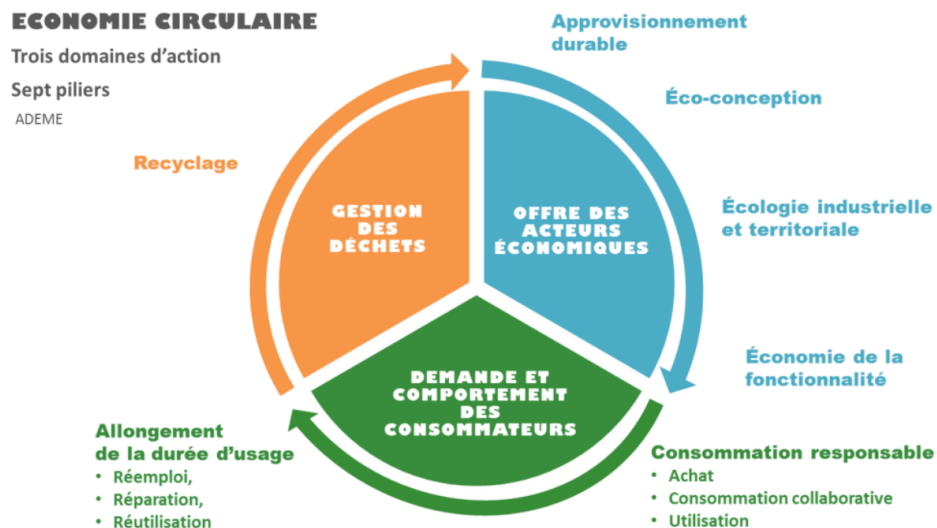 ECONOMIE CIRCULAIRE
Trois domaines d’action
Sept piliers
ADEME
Approvisionnement
durable
Éco-conception
Écologie industrielle
et territoriale
Économie de la
fonctionnalité
OFFRE DES
ACTEURS
ÉCONOMIQUES
Consommation responsable
• Achat
• Consommation collaborative
• Utilisation
DEMANDE ET
COMPORTEMENT
DES
CONSOMMATEURS
Allongement
de la durée d’usage
• Réemploi,
• Réparation,
• Réutilisation
Recyclage
GESTION
DES
DÉCHETS